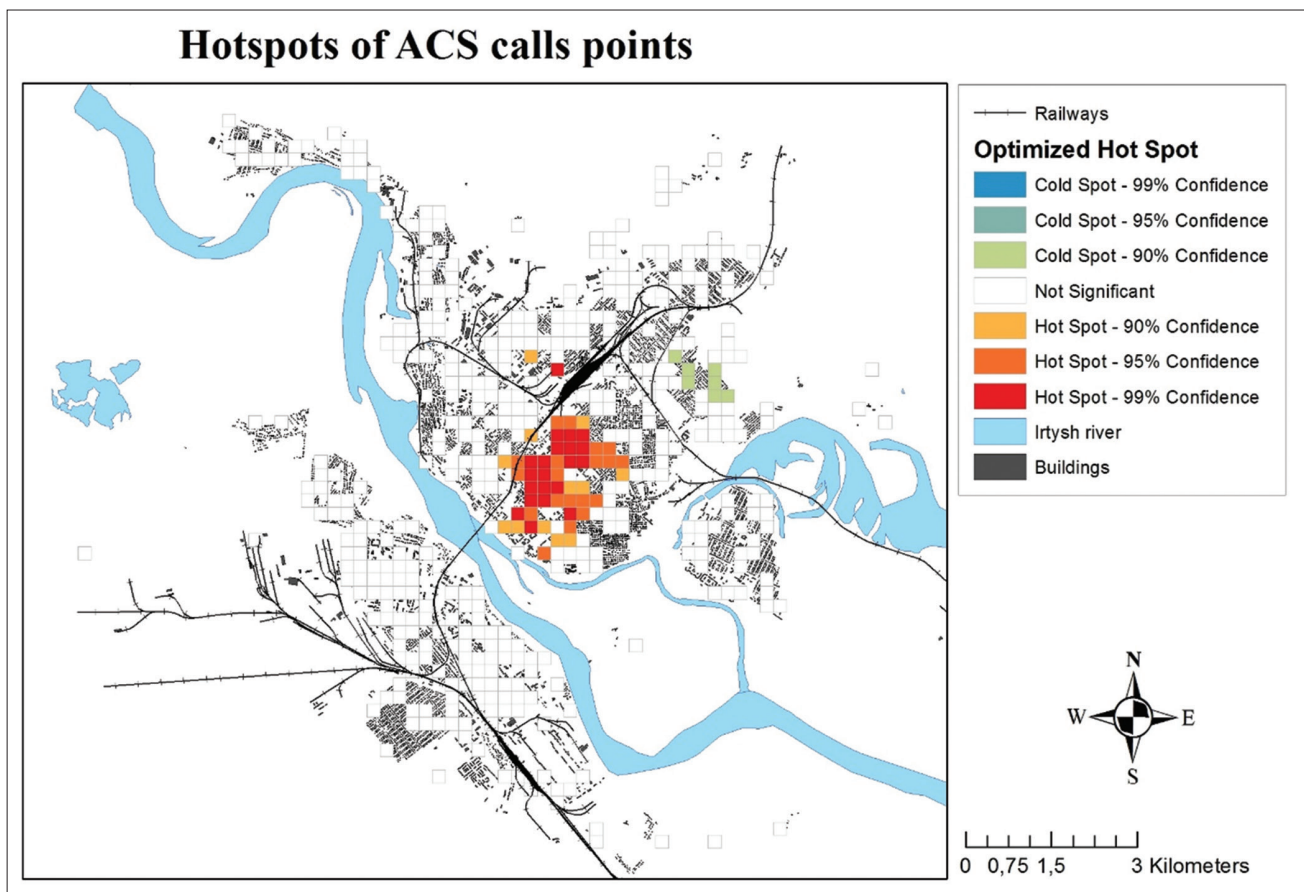 Hotspots of ACS calls points
Railways
Optimized Hot Spot
Cold Spot - 99% Confidence
Cold Spot - 95% Confidence
Cold Spot - 90% Confidence
Not Significant
Hot Spot - 90% Confidence
Hot Spot - 95% Confidence
Hot Spot - 99% Confidence
Irtysh river
Buildings
N
W E
S
0 0,75 1,5 3 Kilometers